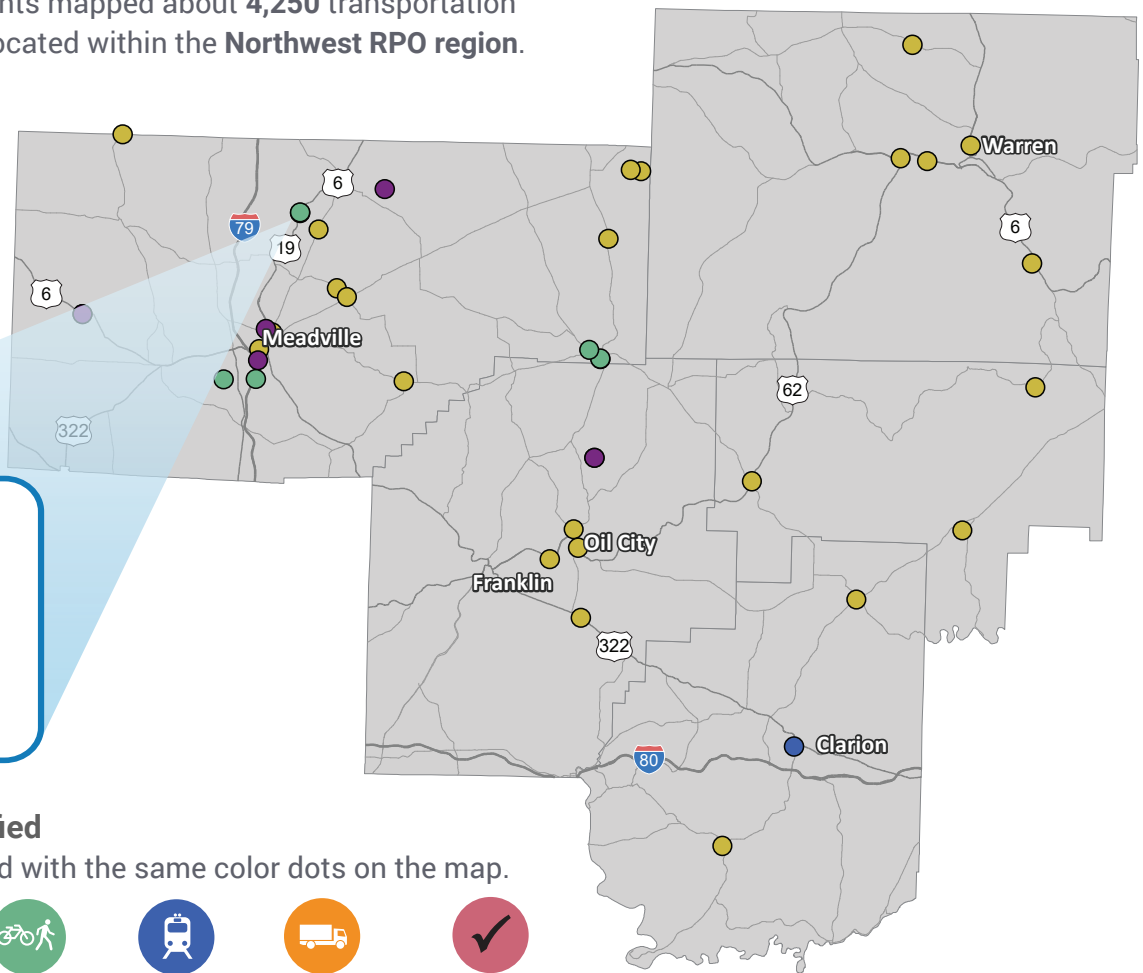 nts mapped about 4,250 transportation
ocated within the Northwest RPO region.
Warren
6
79
19
6
6
Meadville
62
322
Oil City
Franklin
322
Clarion
80
ied
d with the same color dots on the map.